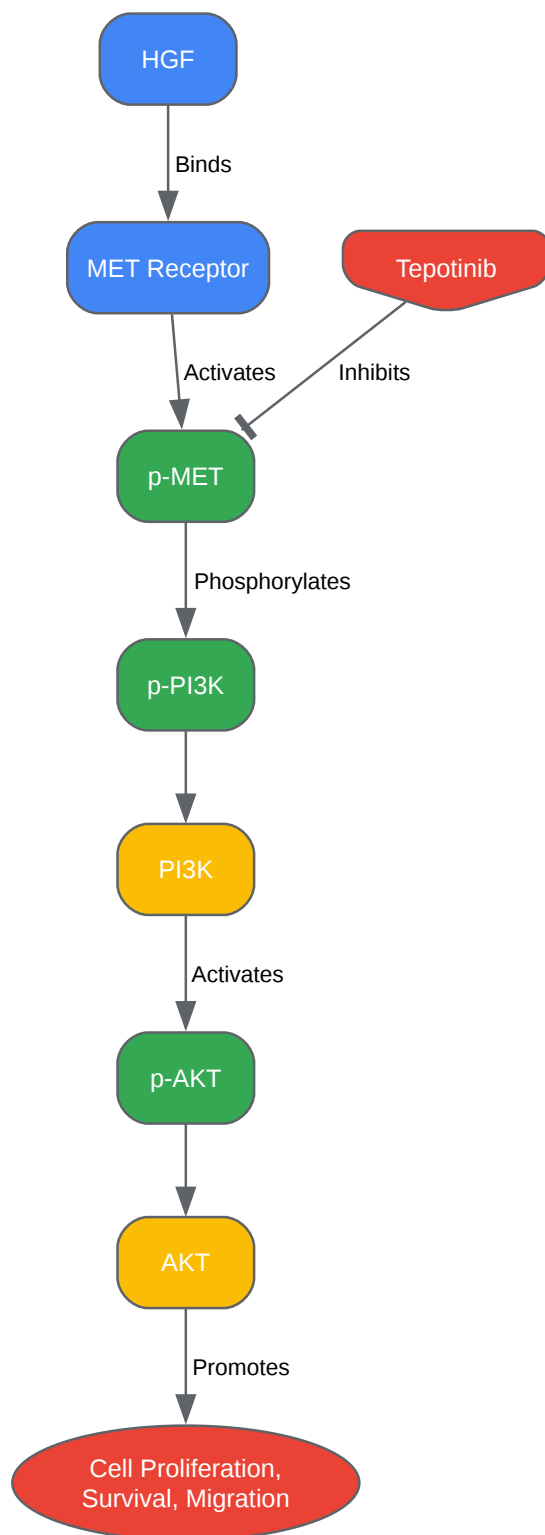 HGF
Binds
MET Receptor
Tepotinib
Activates
Inhibits
p-MET
Phosphorylates
p-PI3K
PI3K
Activates
p-AKT
AKT
Promotes
Cell Proliferation,
Survival, Migration